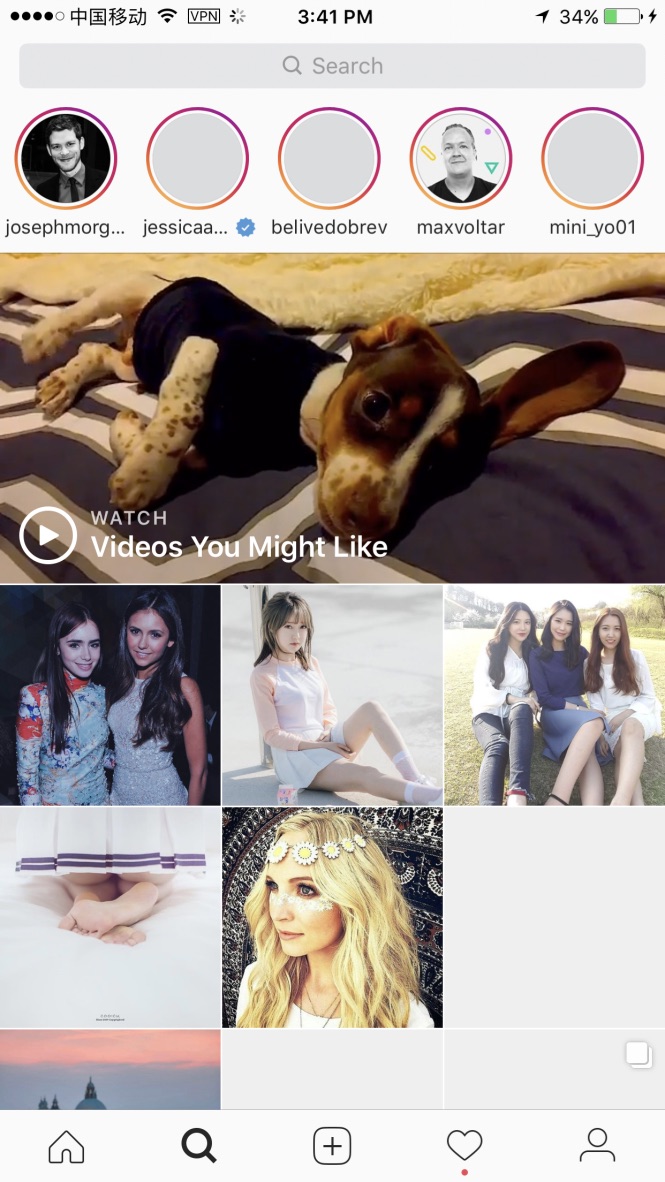 中国移动 VPN 3:41 PM 34%
Search
josephmorg... jessicaa... belivedobrev maxvoltar mini_yo01
WATCH
Videos You Might Like